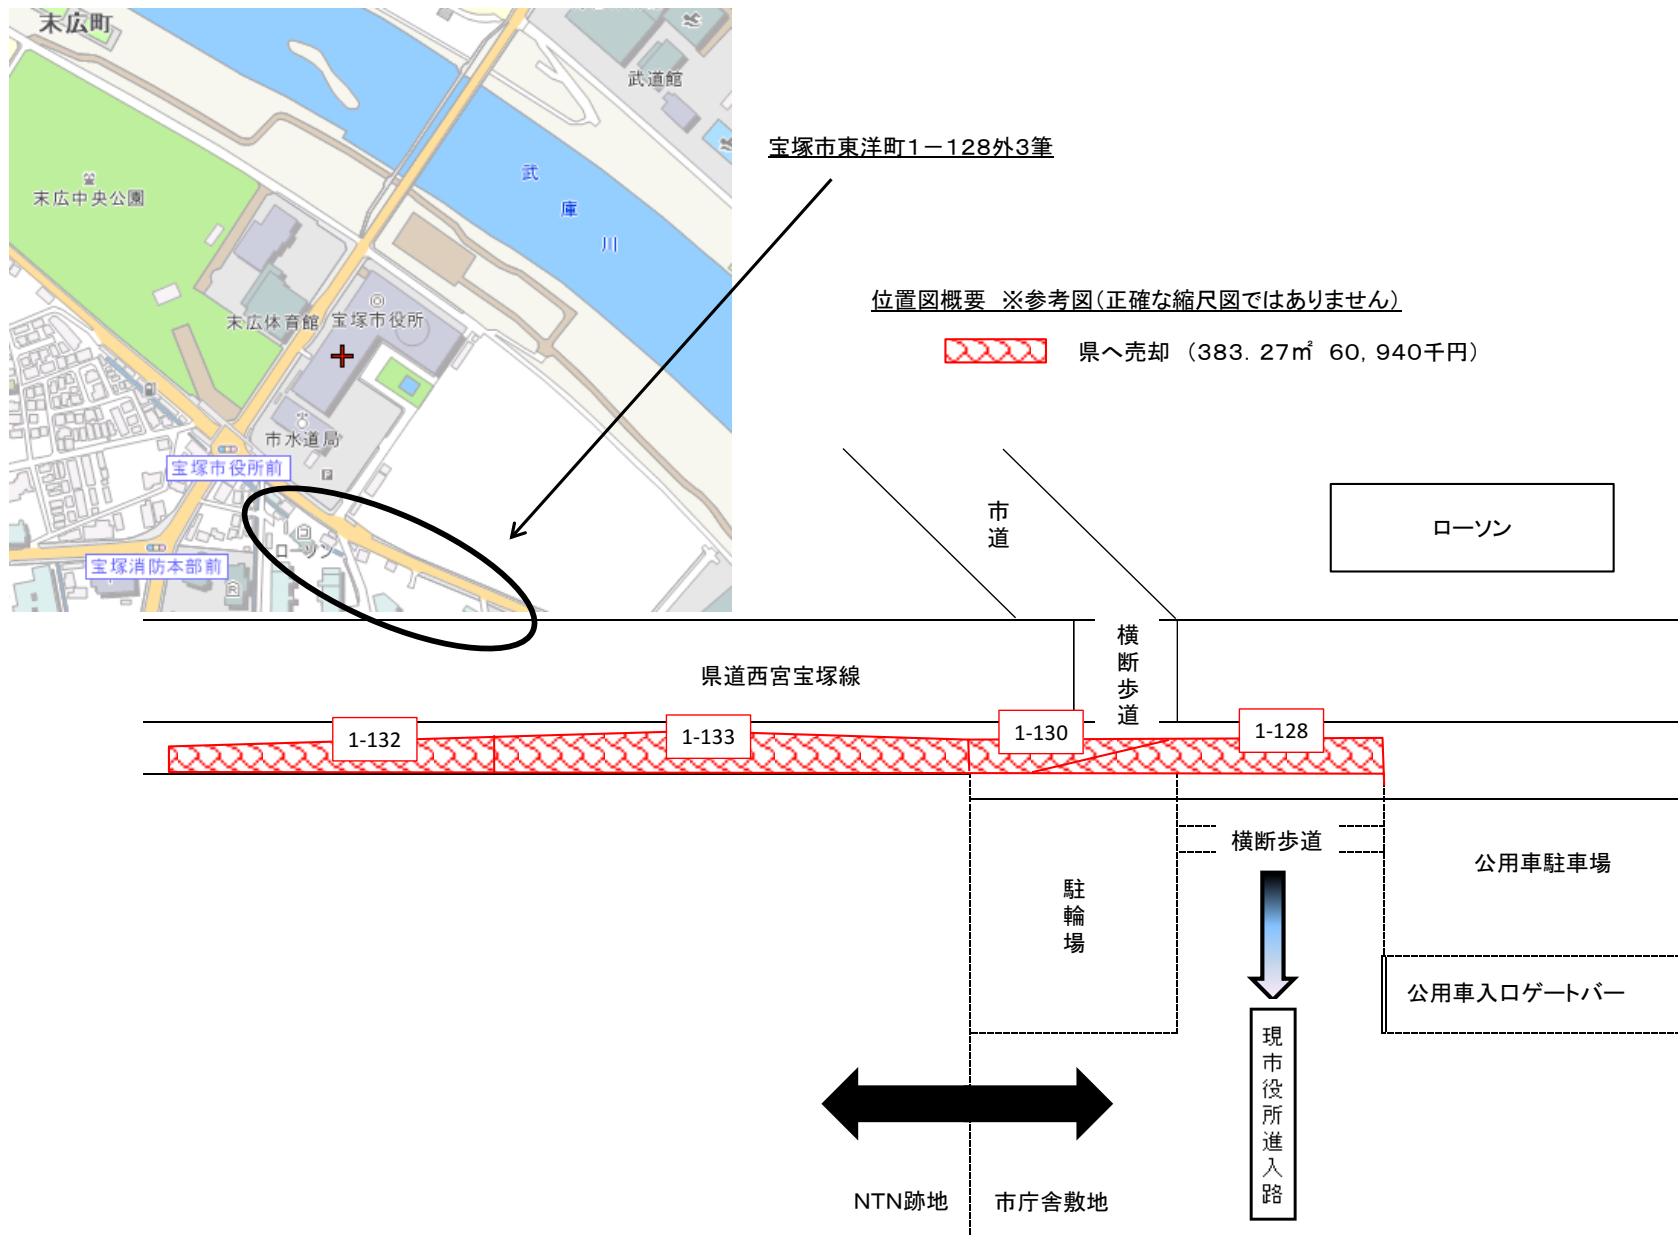 末広町
武道館
宝塚市東洋町1－128外3筆
武庫川
末広中央公園
末広体育館
宝塚市役所
市水道局
宝塚市役所前
P
ローソン
宝塚消防本部前
位置図概要 ※参考図(正確な縮尺図ではありません)
県へ売却 (383.27㎡ 60,940千円)
市道
ローソン
横断歩道
県道西宮宝塚線
1-132
1-133
1-130
1-128
横断歩道
駐輪場
公用車駐車場
公用車入口ゲートバー
現市役所進入路
NTN跡地
市庁舎敷地